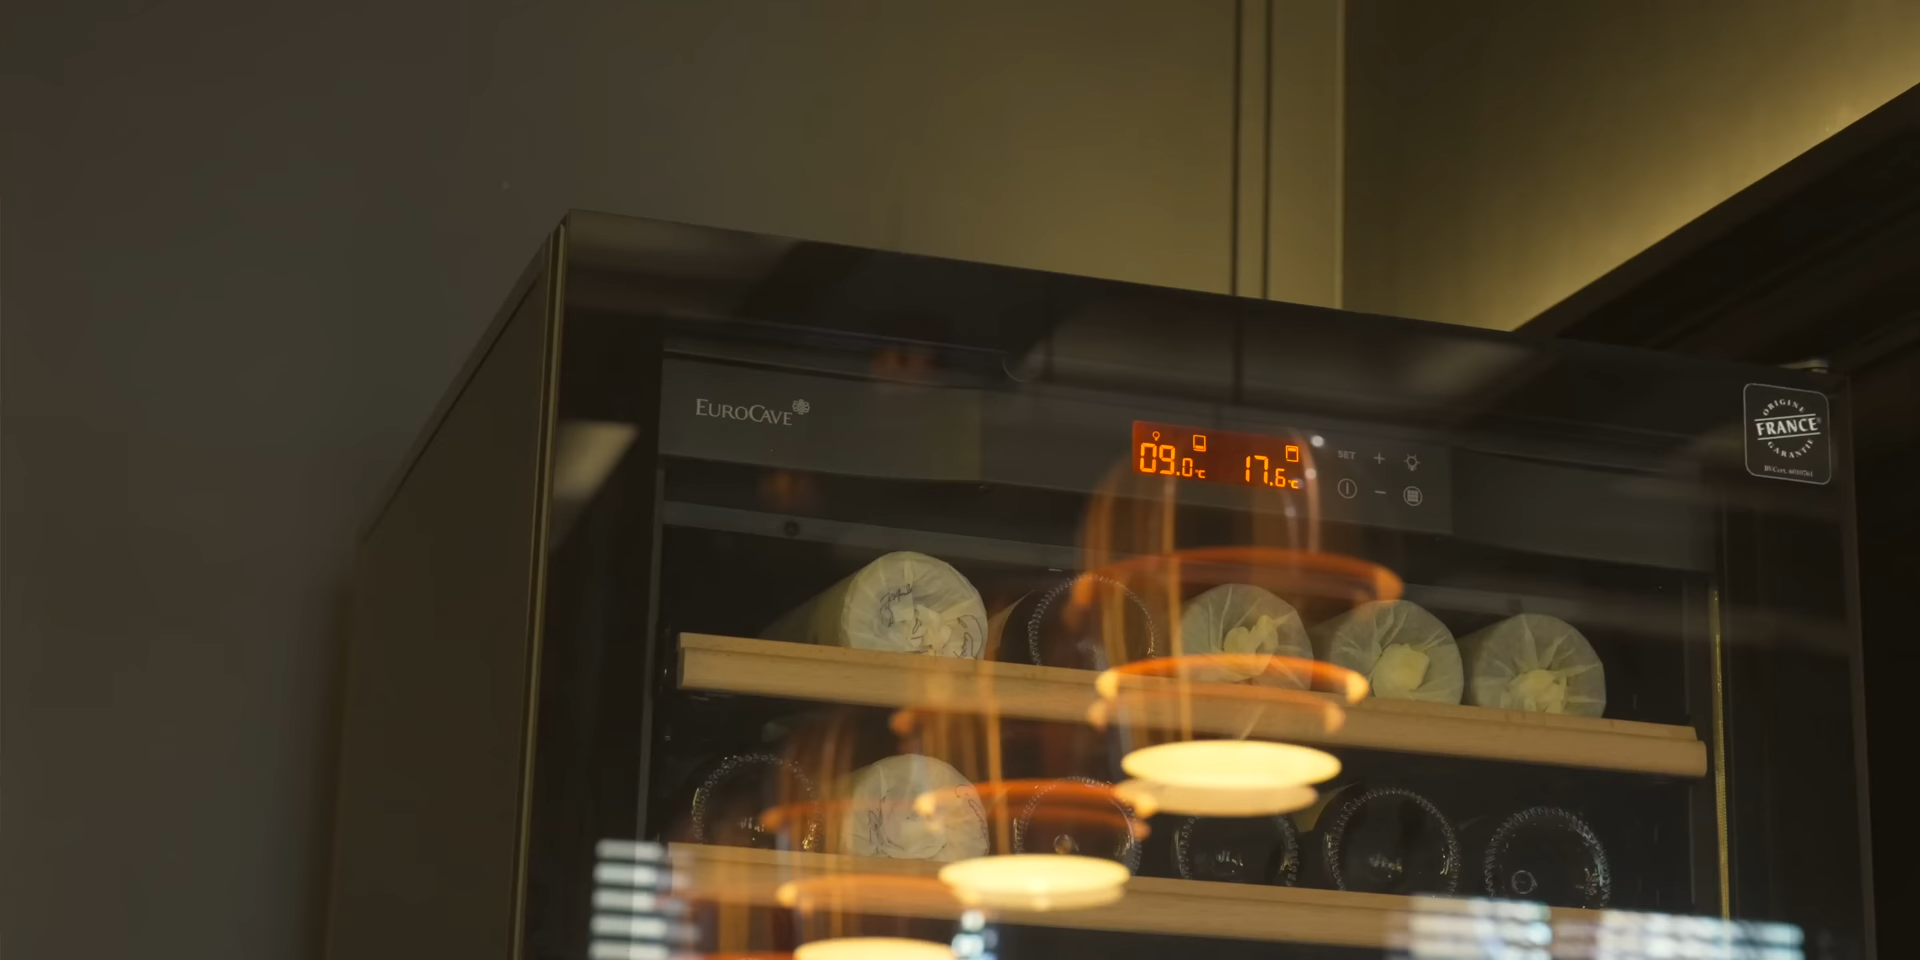 EUROCAVE
09.0°C 17.6°C
SET
ORIGINE
FRANCE
GARANTIE